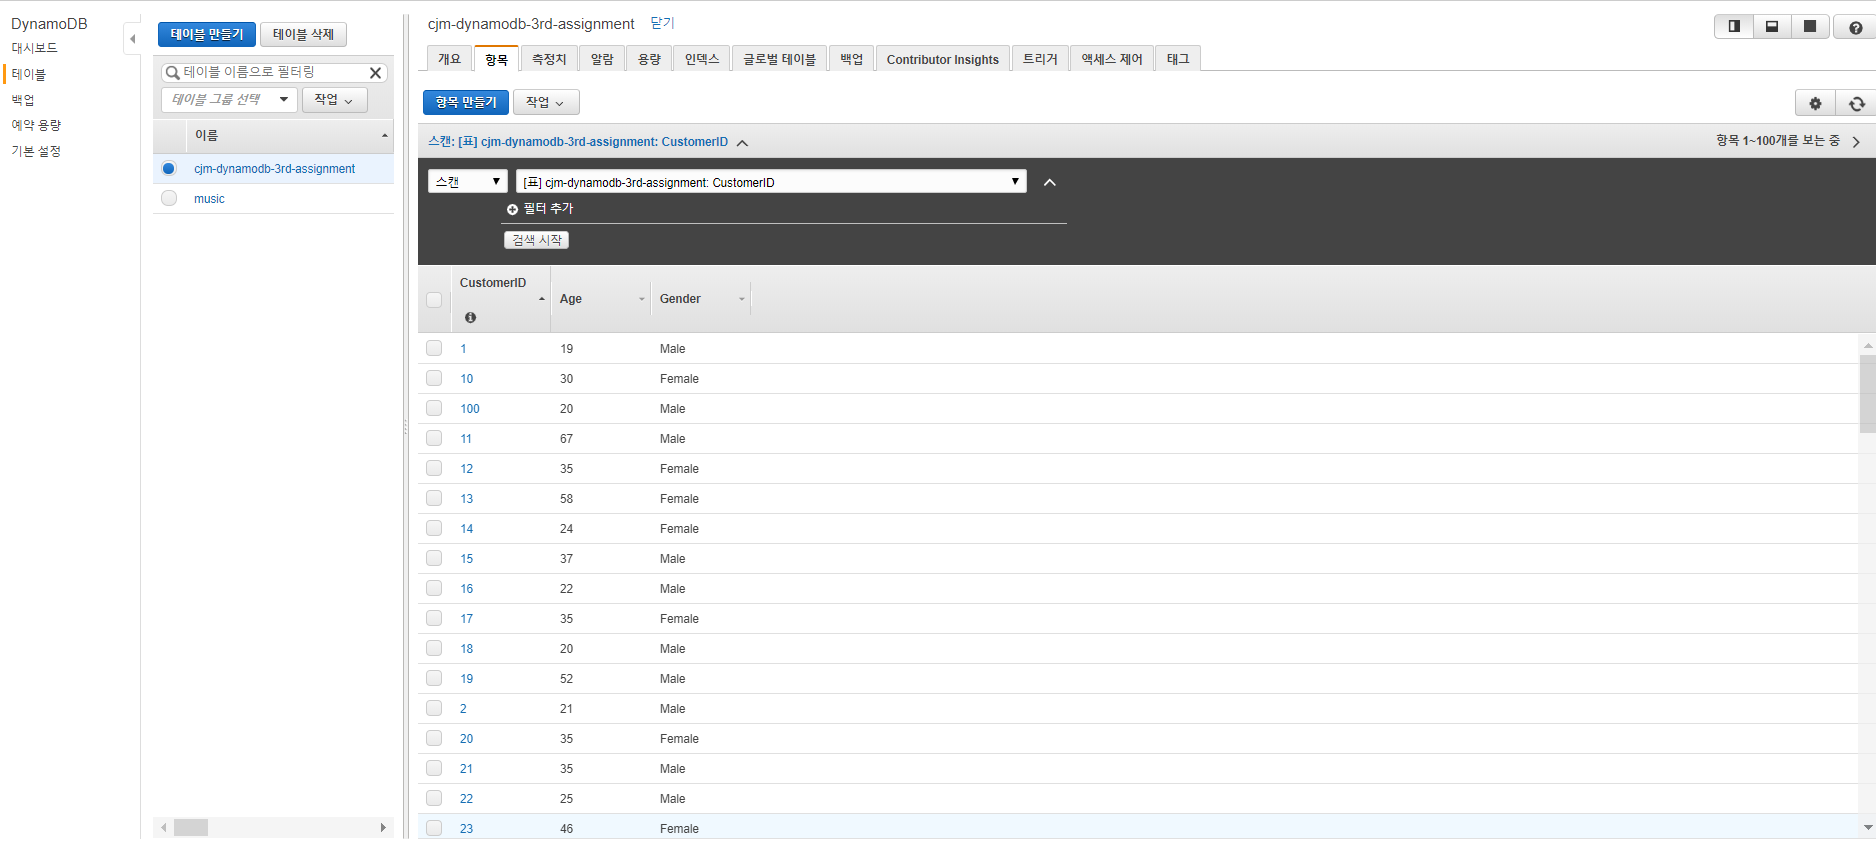 DynamoDB
대시보드
테이블
백업
예약 용량
기본 설정
테이블 만들기 테이블 삭제
테이블 이름으로 필터링
테이블 그룹 선택 작업
이름
cjm-dynamodb-3rd-assignment
music
cjm-dynamodb-3rd-assignment 닫기
개요 항목 측정치 알람 용량 인덱스 글로벌 테이블 백업 Contributor Insights 트리거 액세스 제어 태그
항목 만들기 작업
스캔: [표] cjm-dynamodb-3rd-assignment: CustomerID 항목 1~100개를 보는 중
스캔 [표] cjm-dynamodb-3rd-assignment: CustomerID
필터 추가
검색 시작
CustomerID Age Gender
1 19 Male
10 30 Female
100 20 Male
11 67 Male
12 35 Female
13 58 Female
14 24 Female
15 37 Male
16 22 Male
17 35 Female
18 20 Male
19 52 Male
2 21 Male
20 35 Female
21 35 Male
22 25 Male
23 46 Female